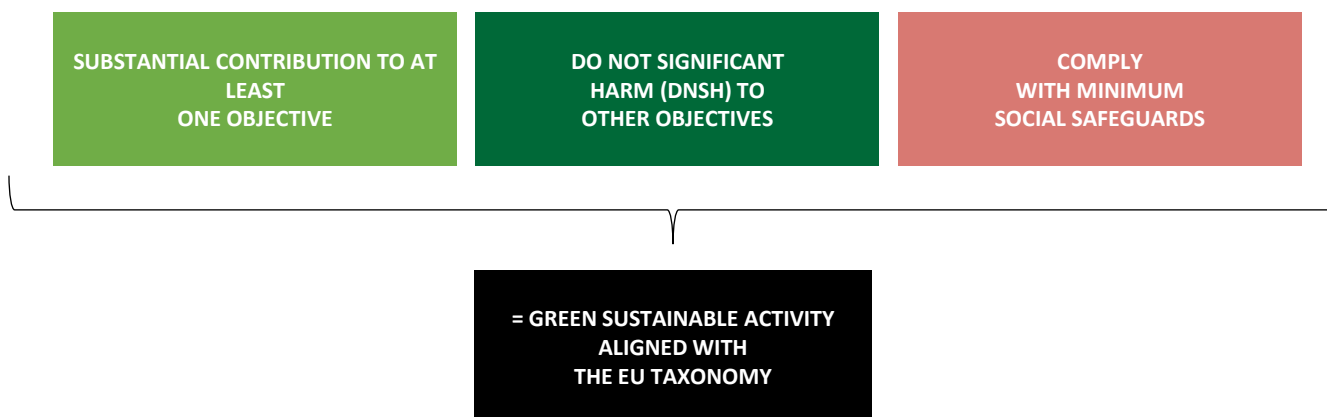 SUBSTANTIAL CONTRIBUTION TO AT
LEAST
ONE OBJECTIVE
DO NOT SIGNIFICANT
HARM (DNSH) TO
OTHER OBJECTIVES
COMPLY
WITH MINIMUM
SOCIAL SAFEGUARDS
= GREEN SUSTAINABLE ACTIVITY
ALIGNED WITH
THE EU TAXONOMY